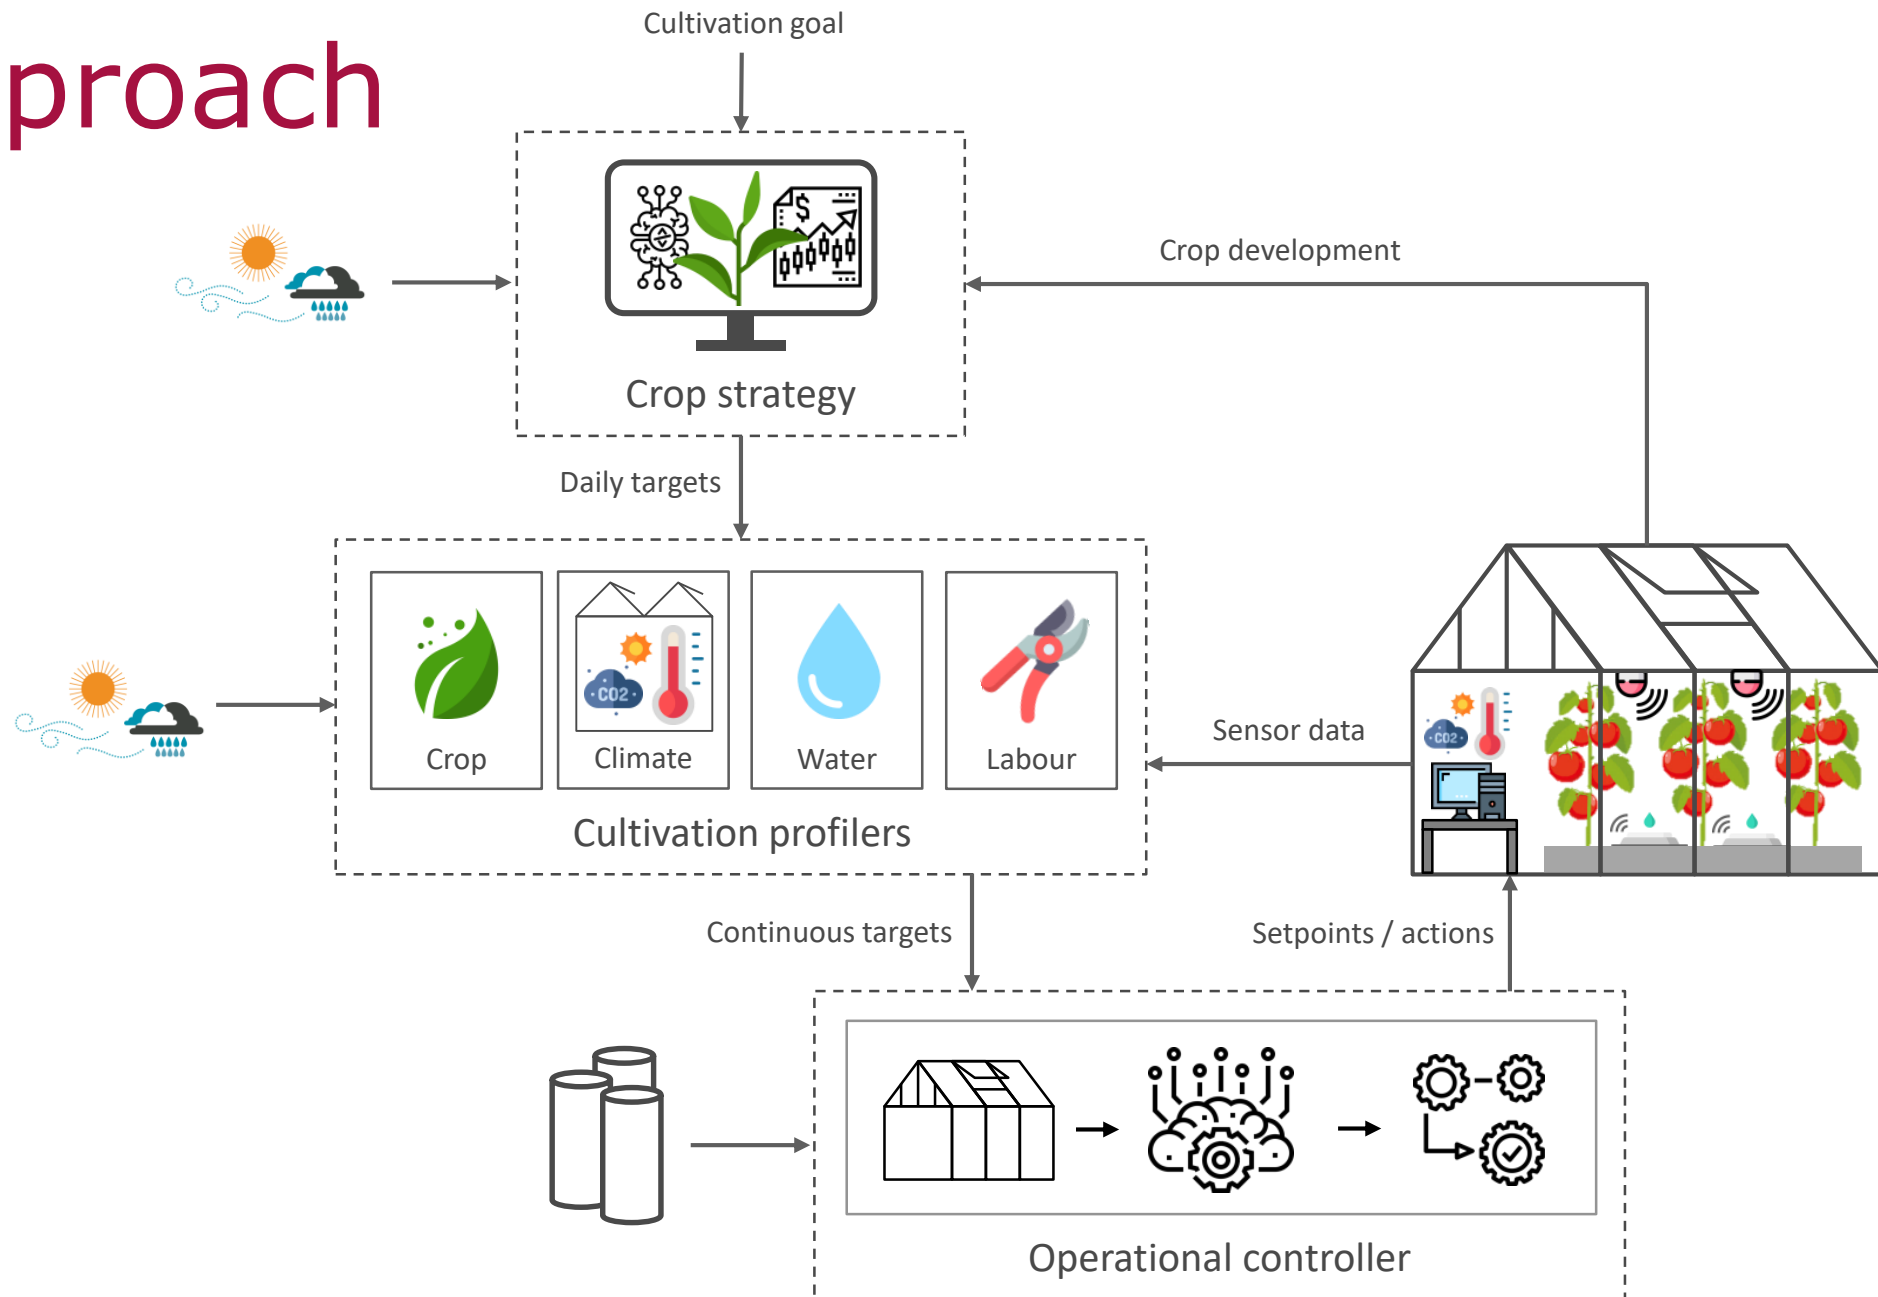 Cultivation goal
proach
Crop development
$
Crop strategy
Daily targets
CO2
Crop
Climate
Water
Labour
Sensor data
CO2
Cultivation profilers
Continuous targets
Setpoints / actions
Operational controller